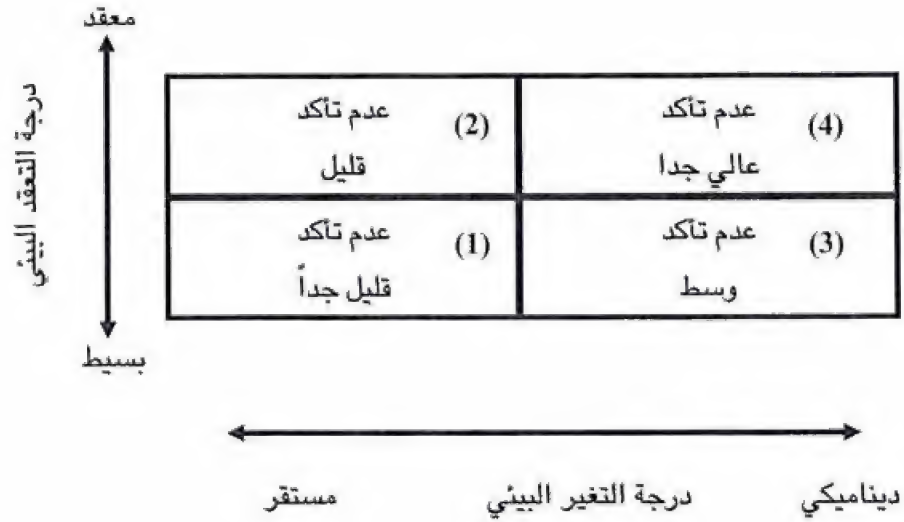 معقد
درجة التعقد البيئي
عدم تأكد (2)
قليل
عدم تأكد (4)
عالي جدا
عدم تأكد (1)
قليل جداً
عدم تأكد (3)
وسط
بسيط
مستقر درجة التغير البيئي ديناميكي